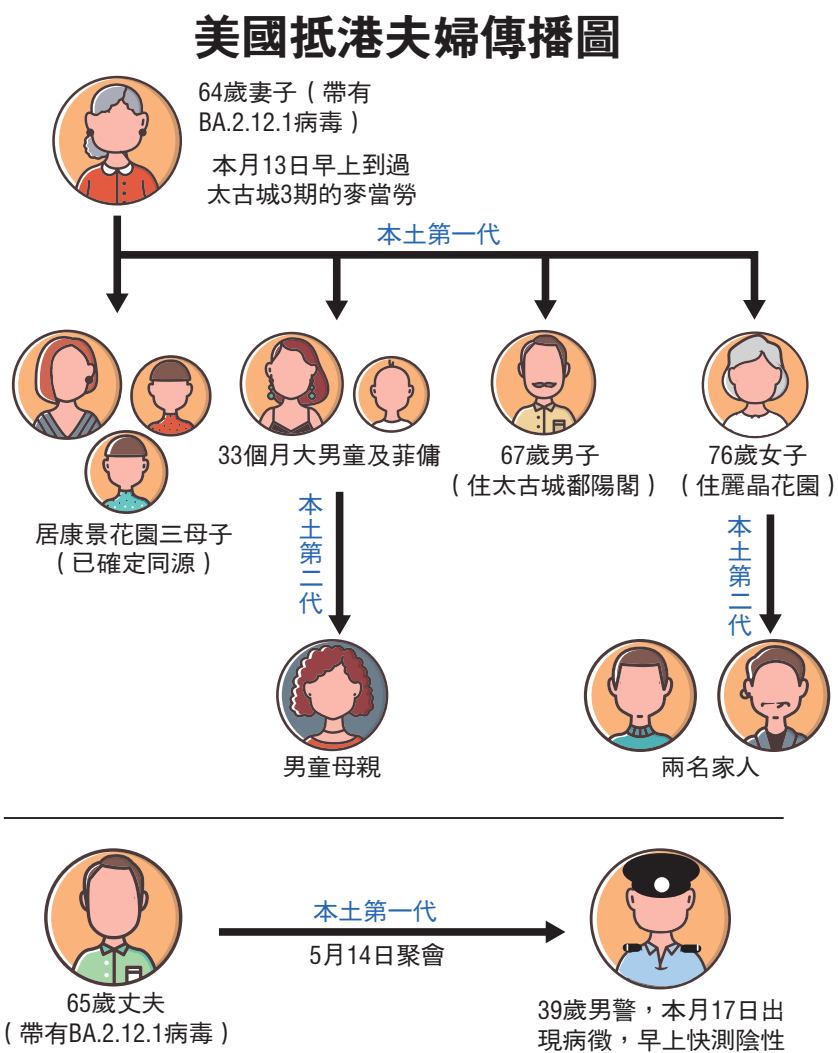 美國抵港夫婦傳播圖
64歲妻子（帶有
BA.2.12.1病毒）
本月13日早上到過
太古城3期的麥當勞
本土第一代
居康景花園三母子
（已確定同源）
33個月大男童及菲傭
67歲男子
（住太古城鄱陽閣）
76歲女子
（住麗晶花園）
本土第二代
男童母親
本土第二代
兩名家人
65歲丈夫
（帶有BA.2.12.1病毒）
本土第一代
5月14日聚會
39歲男警，本月17日出
現病徵，早上快測陰性